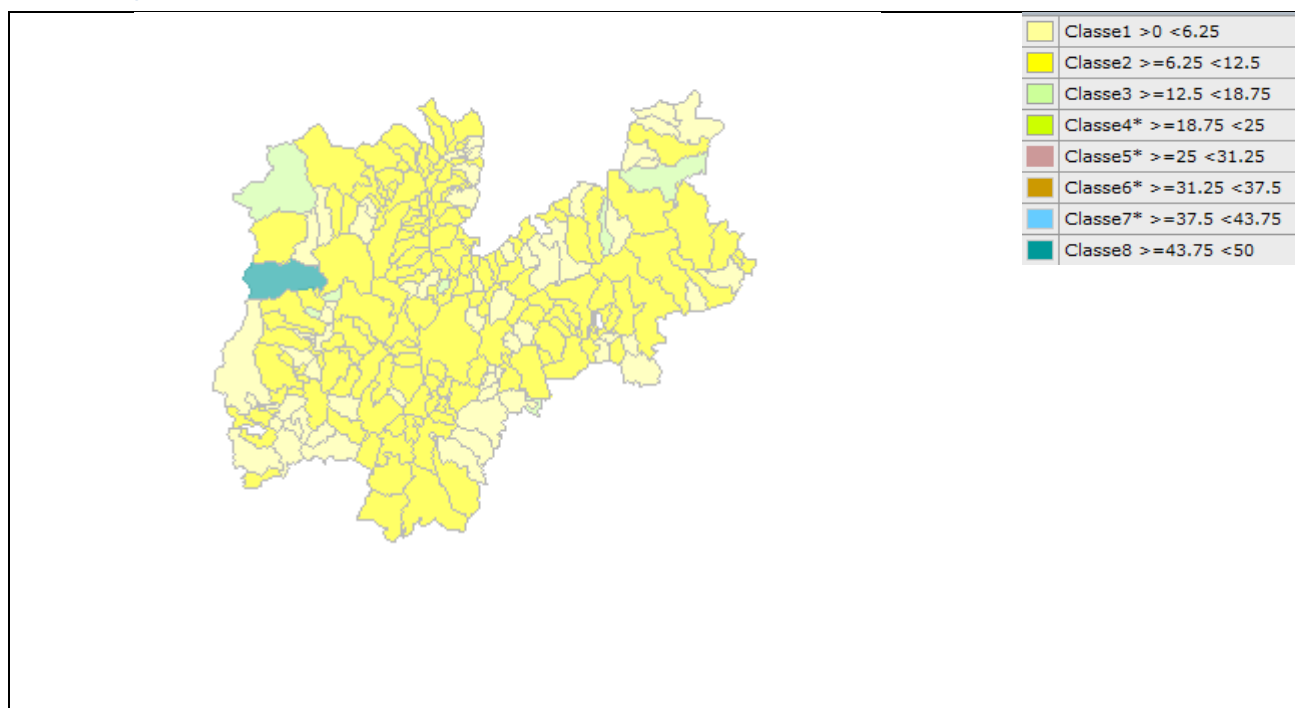 Classe1 >0 <6.25
Classe2 >=6.25 <12.5
Classe3 >=12.5 <18.75
Classe4* >=18.75 <25
Classe5* >=25 <31.25
Classe6* >=31.25 <37.5
Classe7* >=37.5 <43.75
Classe8 >=43.75 <50